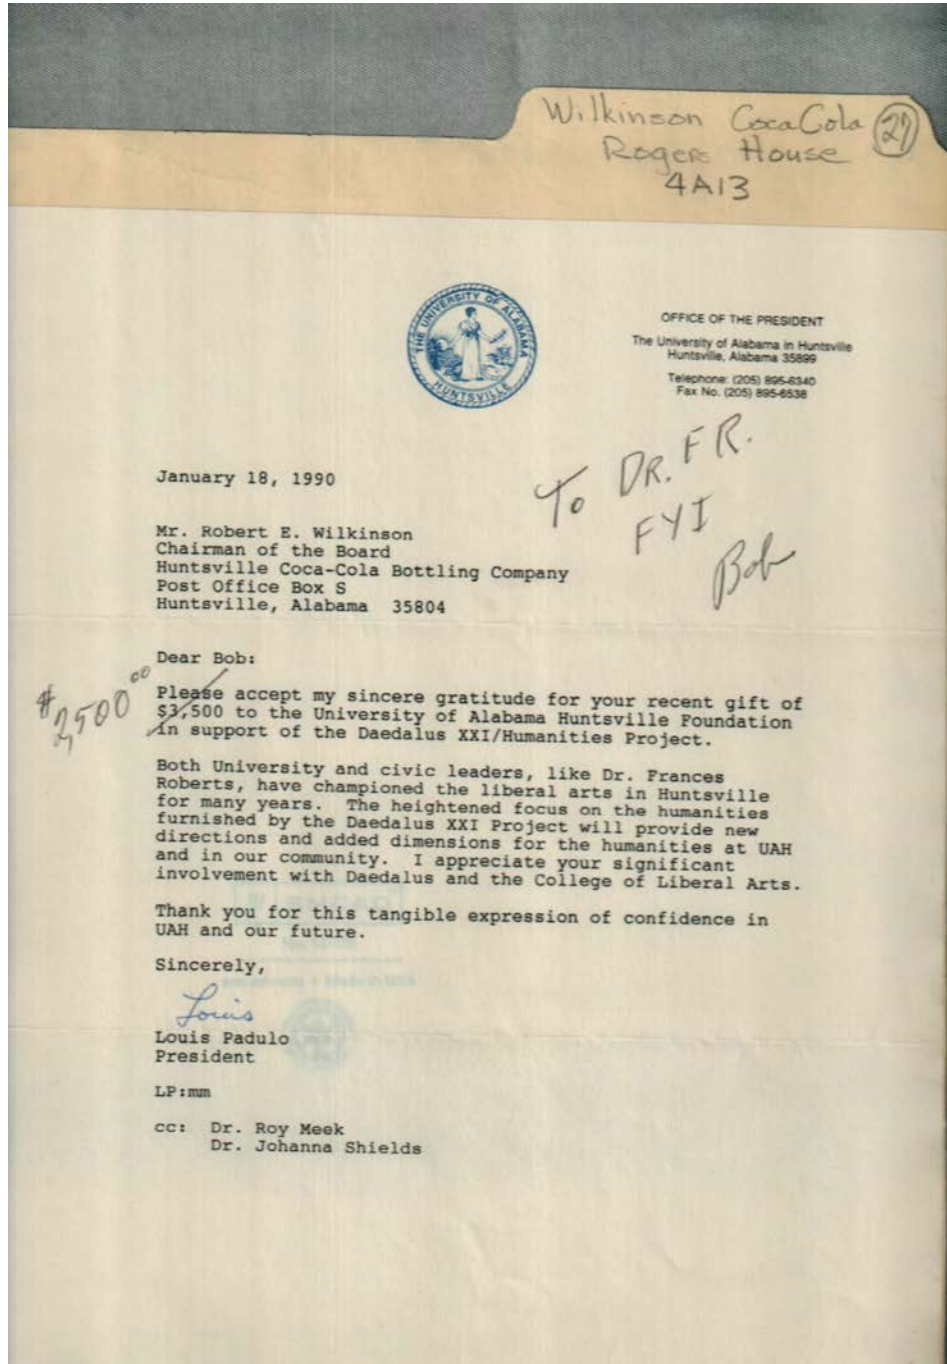 Wilkinson CocaCola 27
Rogers House
4A13
THE UNIVERSITY OF ALABAMA
HUNTSVILLE
OFFICE OF THE PRESIDENT
The University of Alabama in Huntsville
Huntsville, Alabama 35899
Telephone: (205) 895-6340
Fax No. (205) 895-6538
To DR. FR.
FYI
Bob
January 18, 1990
Mr. Robert E. Wilkinson
Chairman of the Board
Huntsville Coca-Cola Bottling Company
Post Office Box S
Huntsville, Alabama 35804
Dear Bob:
$2,500.00
Please accept my sincere gratitude for your recent gift of
$3,500 to the University of Alabama Huntsville Foundation
in support of the Daedalus XXI/Humanities Project.
Both University and civic leaders, like Dr. Frances
Roberts, have championed the liberal arts in Huntsville
for many years. The heightened focus on the humanities
furnished by the Daedalus XXI Project will provide new
directions and added dimensions for the humanities at UAH
and in our community. I appreciate your significant
involvement with Daedalus and the College of Liberal Arts.
Thank you for this tangible expression of confidence in
UAH and our future.
Sincerely,
Louis
Louis Padulo
President
LP:mm
cc: Dr. Roy Meek
Dr. Johanna Shields